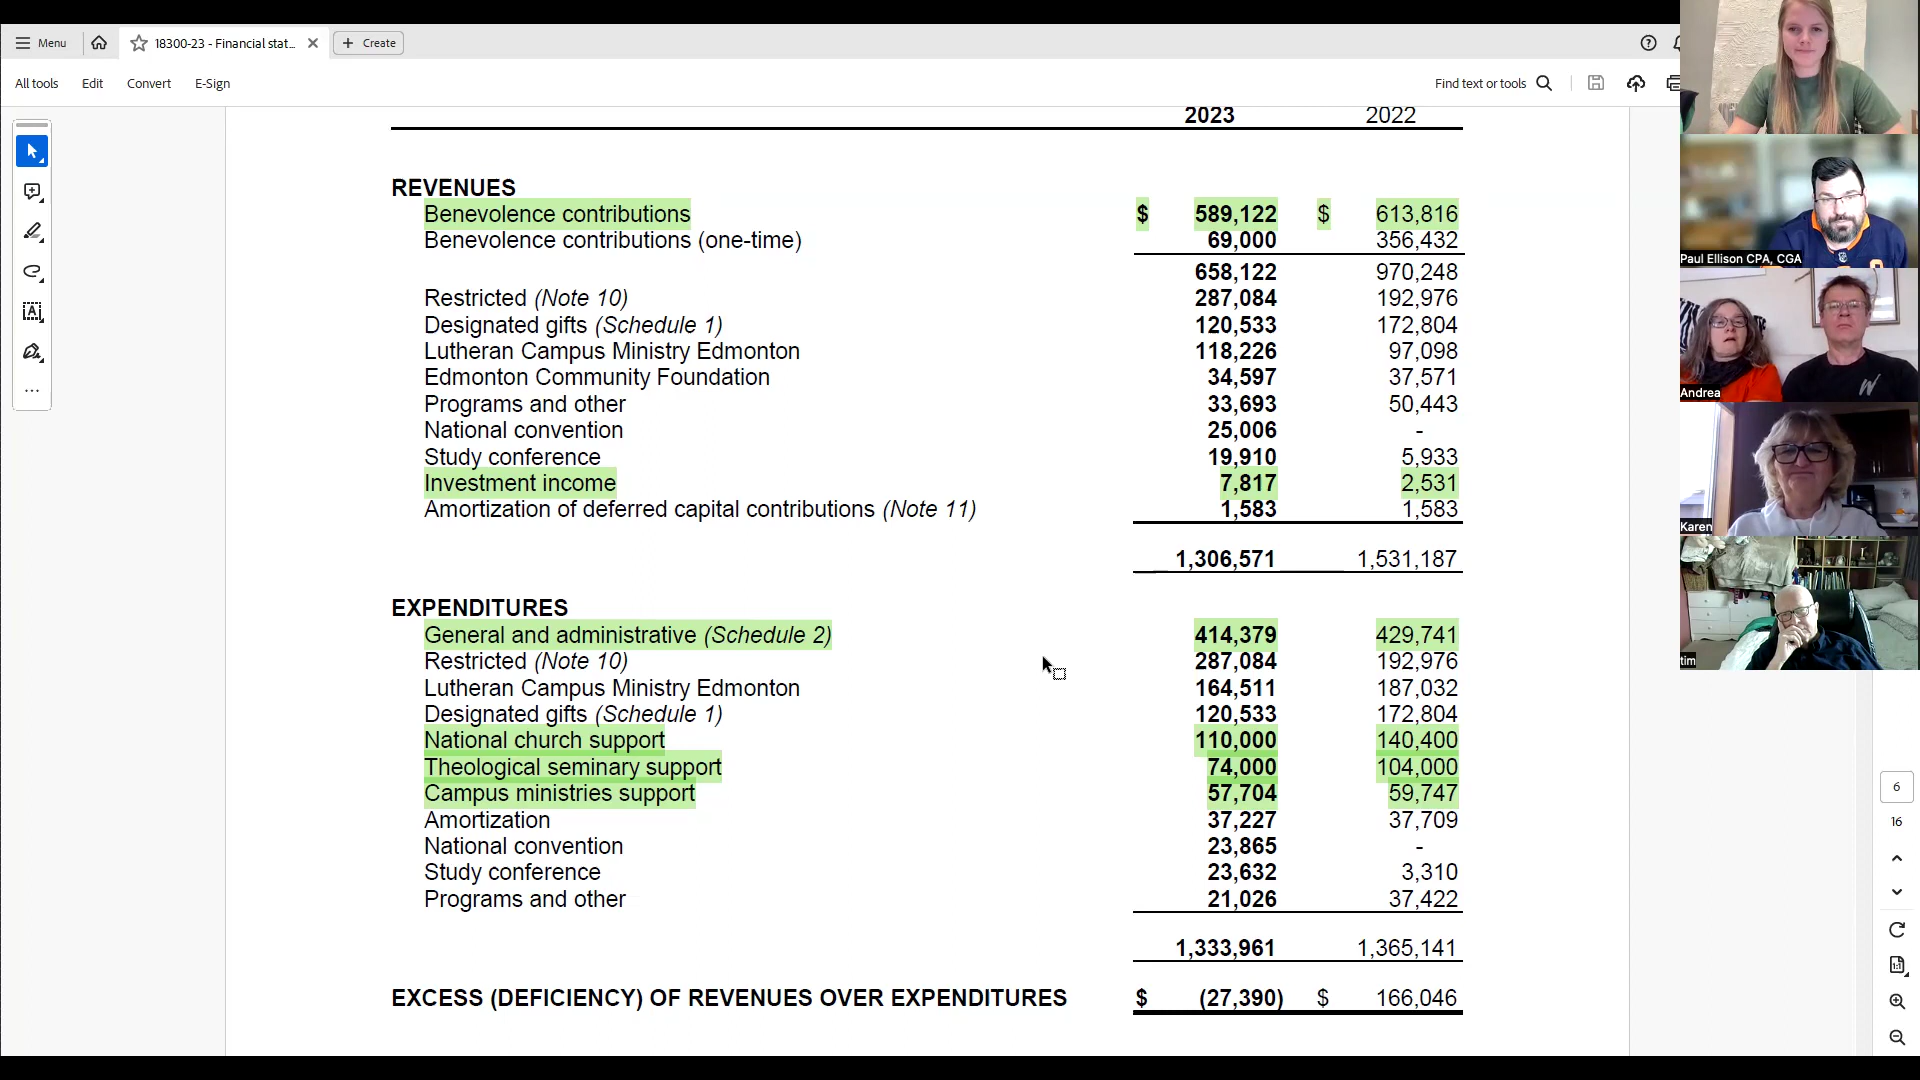 Menu
18300-23 - Financial stat...
Create
All tools
Edit
Convert
E-Sign
Find text or tools
2023 2022
REVENUES
Benevolence contributions $ 589,122 $ 613,816
Benevolence contributions (one-time) 69,000 356,432
658,122 970,248
Restricted (Note 10) 287,084 192,976
Designated gifts (Schedule 1) 120,533 172,804
Lutheran Campus Ministry Edmonton 118,226 97,098
Edmonton Community Foundation 34,597 37,571
Programs and other 33,693 50,443
National convention 25,006 -
Study conference 19,910 5,933
Investment income 7,817 2,531
Amortization of deferred capital contributions (Note 11) 1,583 1,583
1,306,571 1,531,187
EXPENDITURES
General and administrative (Schedule 2) 414,379 429,741
Restricted (Note 10) 287,084 192,976
Lutheran Campus Ministry Edmonton 164,511 187,032
Designated gifts (Schedule 1) 120,533 172,804
National church support 110,000 140,400
Theological seminary support 74,000 104,000
Campus ministries support 57,704 59,747
Amortization 37,227 37,709
National convention 23,865 -
Study conference 23,632 3,310
Programs and other 21,026 37,422
1,333,961 1,365,141
EXCESS (DEFICIENCY) OF REVENUES OVER EXPENDITURES $ (27,390) $ 166,046
Paul Ellison CPA, CGA
Andrea
Karen
tim
6
16